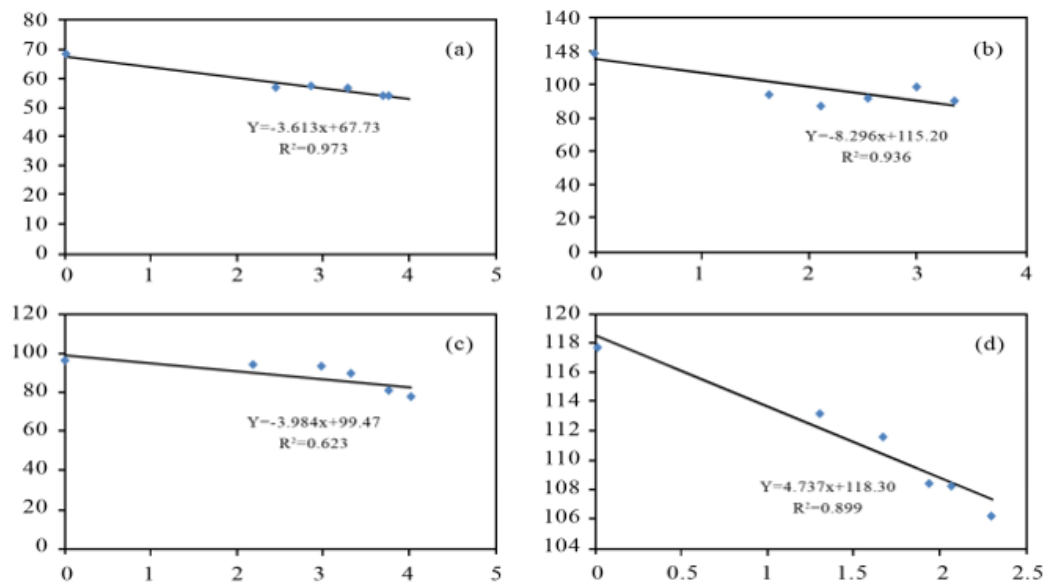 80
70
60
50
40
30
20
10
0
(a)
Y=-3.613x+67.73
R²=0.973
0 1 2 3 4 5
140
148
100
80
60
40
20
0
(b)
Y=-8.296x+115.20
R²=0.936
0 1 2 3 4
120
100
80
60
40
20
0
(c)
Y=-3.984x+99.47
R²=0.623
0 1 2 3 4 5
120
118
116
114
112
110
108
106
104
(d)
Y=4.737x+118.30
R²=0.899
0 0.5 1 1.5 2 2.5